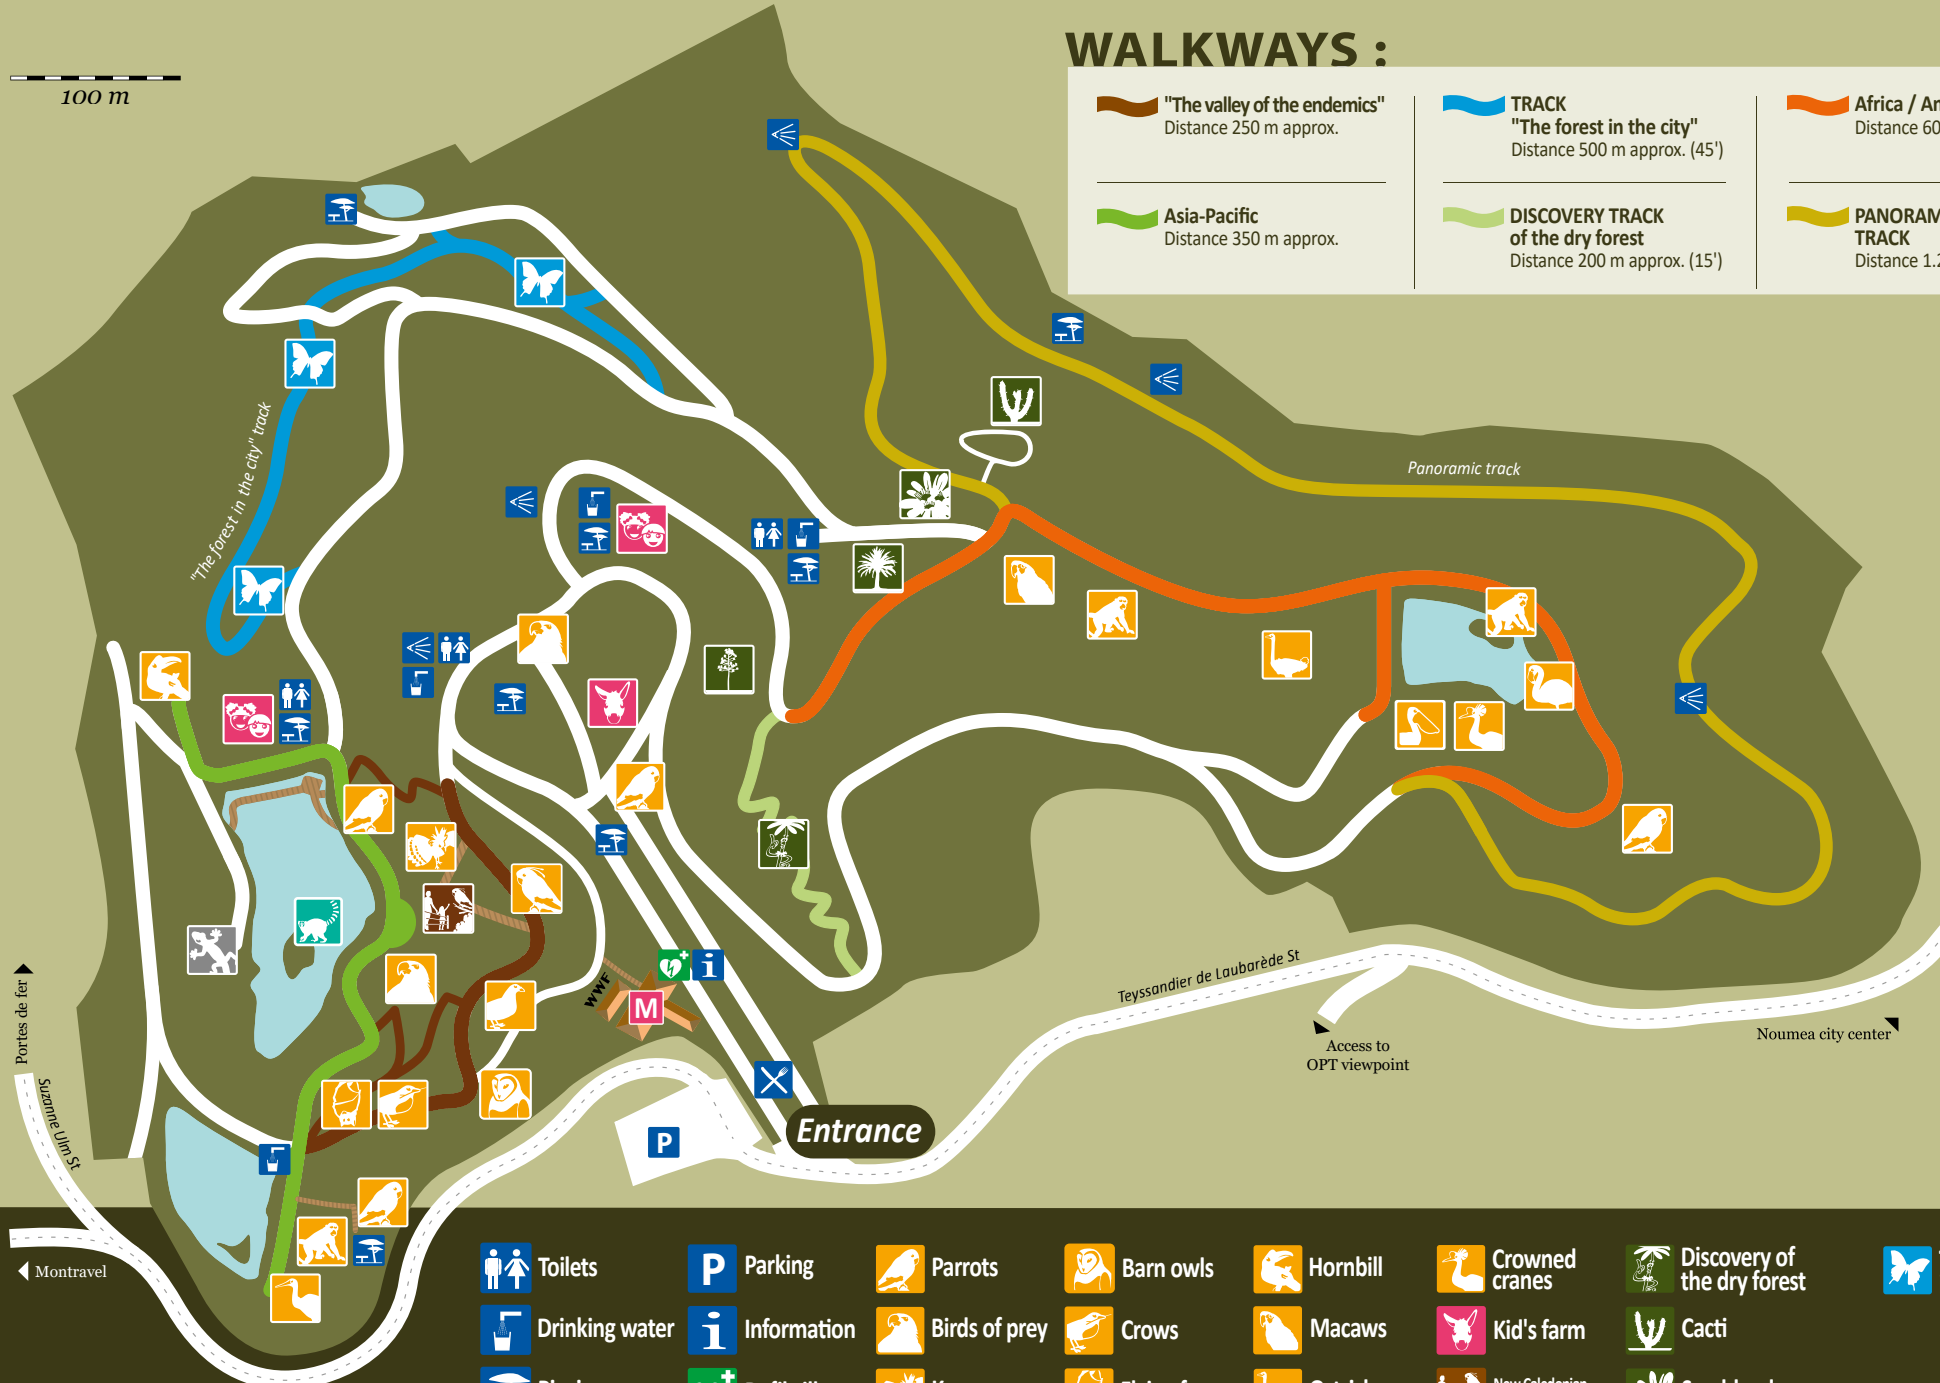 WALKWAYS :
100 m
"The valley of the endemics"
Distance 250 m approx.
TRACK
"The forest in the city"
Distance 500 m approx. (45')
Africa /
Distance
Asia-Pacific
Distance 350 m approx.
DISCOVERY TRACK
of the dry forest
Distance 200 m approx. (15')
TRACK
Distance
"The forest in the city" track
Panoramic track
WWF
M
i
P
Entrance
Teyssandier de Laubarède St
Access to
OPT viewpoint
Noumea city center
Portes de fer
Suzanne Ulm St
Montravel
Toilets
P
Parking
Parrots
Barn owls
Hornbill
Crowned
cranes
Discovery of
the dry forest
Drinking water
i
Information
Birds of prey
Crows
Macaws
Kid's farm
Cacti